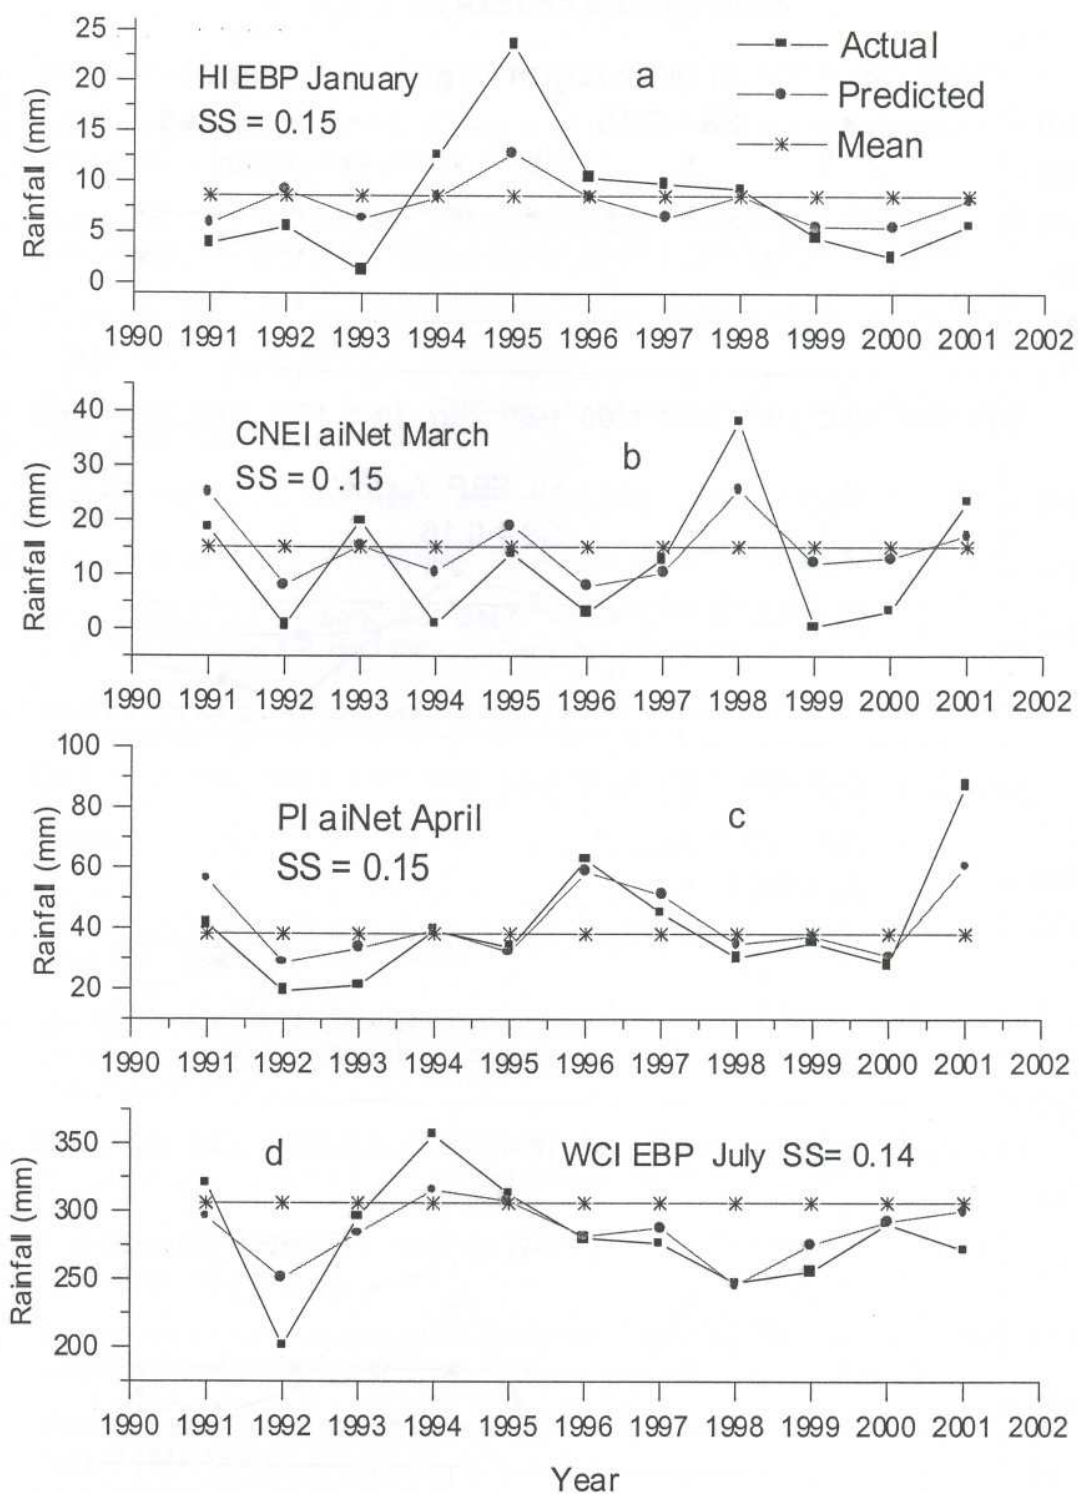 25
20
15
10
5
0
Rainfall (mm)
HI EBP January
SS = 0.15
a
Actual
Predicted
Mean
1990 1991 1992 1993 1994 1995 1996 1997 1998 1999 2000 2001 2002
40
30
20
10
0
Rainfall (mm)
CNEI aiNet March
SS = 0.15
b
1990 1991 1992 1993 1994 1995 1996 1997 1998 1999 2000 2001 2002
100
80
60
40
20
Rainfall (mm)
PI aiNet April
SS = 0.15
c
1990 1991 1992 1993 1994 1995 1996 1997 1998 1999 2000 2001 2002
350
300
250
200
Rainfall (mm)
d
WCI EBP July SS= 0.14
1990 1991 1992 1993 1994 1995 1996 1997 1998 1999 2000 2001 2002
Year